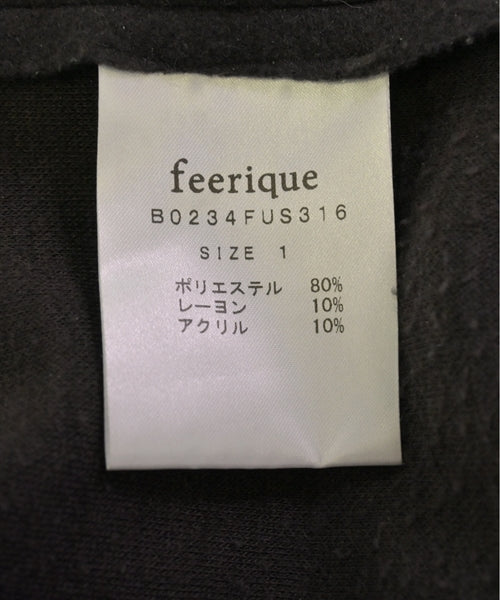 feerique
B0234FUS316
SIZE 1
ポリエステル 80%
レーヨン 10%
アクリル 10%